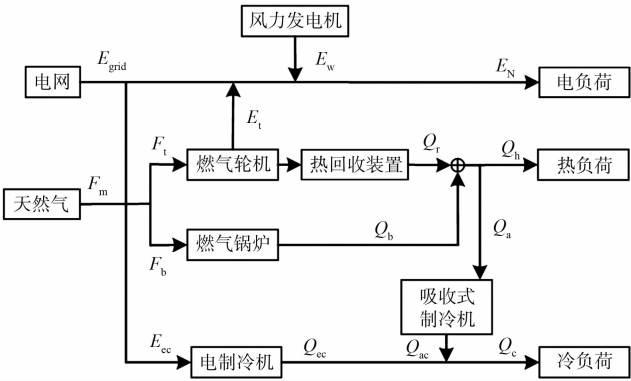 风力发电机
E_grid
E_w
E_N
电网
电负荷
E_t
F_t
Q_r
Q_h
燃气轮机
热回收装置
热负荷
F_m
天然气
Q_b
Q_a
燃气锅炉
F_b
吸收式
制冷机
E_ec
Q_ec
Q_ac
Q_c
电制冷机
冷负荷